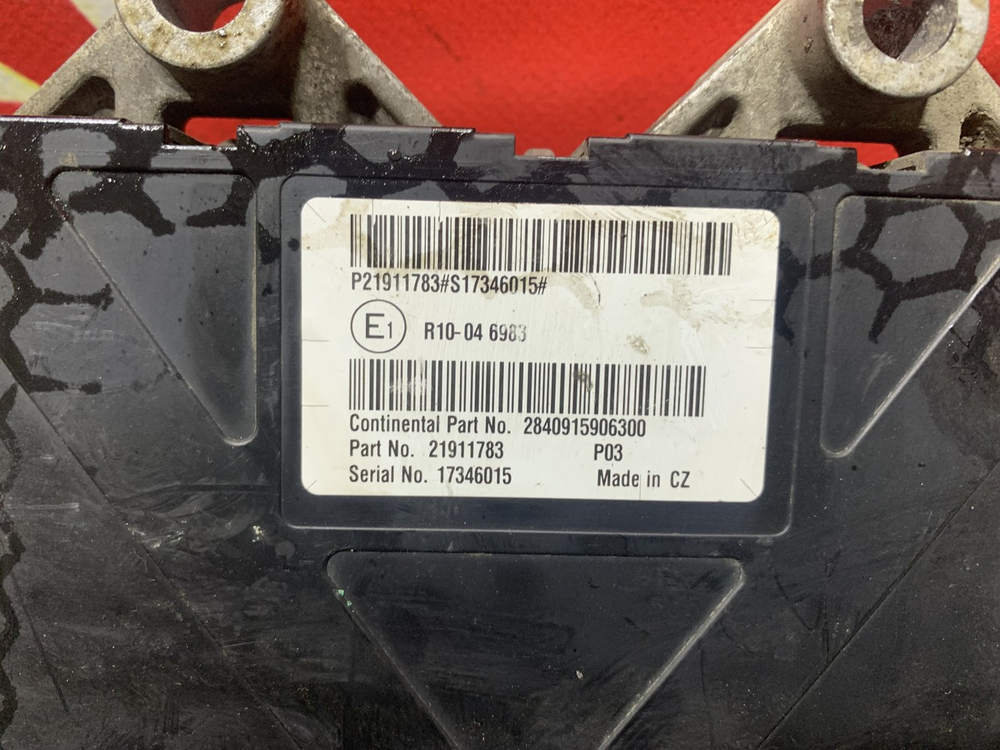 P21911783#S17346015#
E1 R10-04 6983
Continental Part No. 2840915906300
Part No. 21911783 P03
Serial No. 17346015 Made in CZ